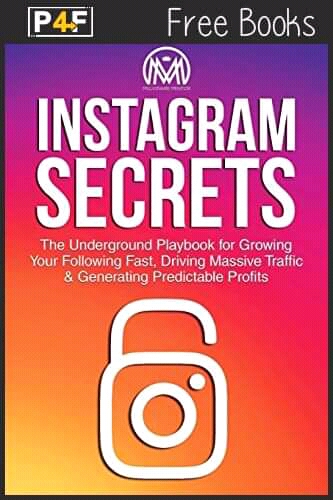 P4F Free Books
MILLIONAIRE MENTOR
INSTAGRAM
SECRETS
The Underground Playbook for Growing
Your Following Fast, Driving Massive Traffic
& Generating Predictable Profits